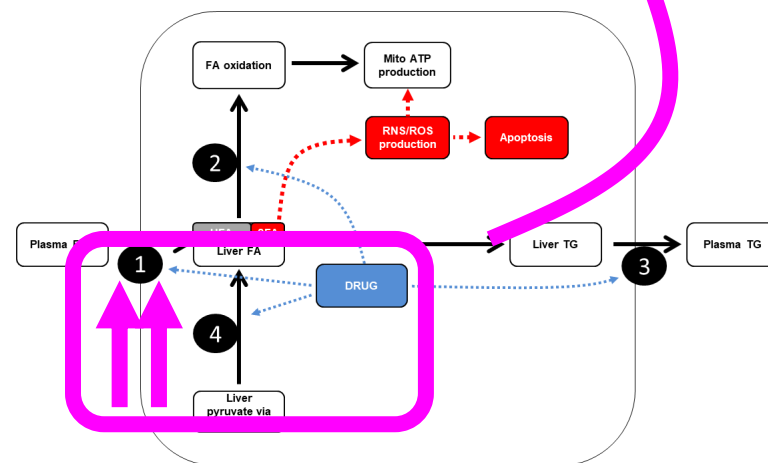 FA oxidation
Mito ATP
production
RNS/ROS
production
Apoptosis
2
Plasma
Liver FA
1
Liver TG
3
Plasma TG
DRUG
4
Liver
pyruvate via